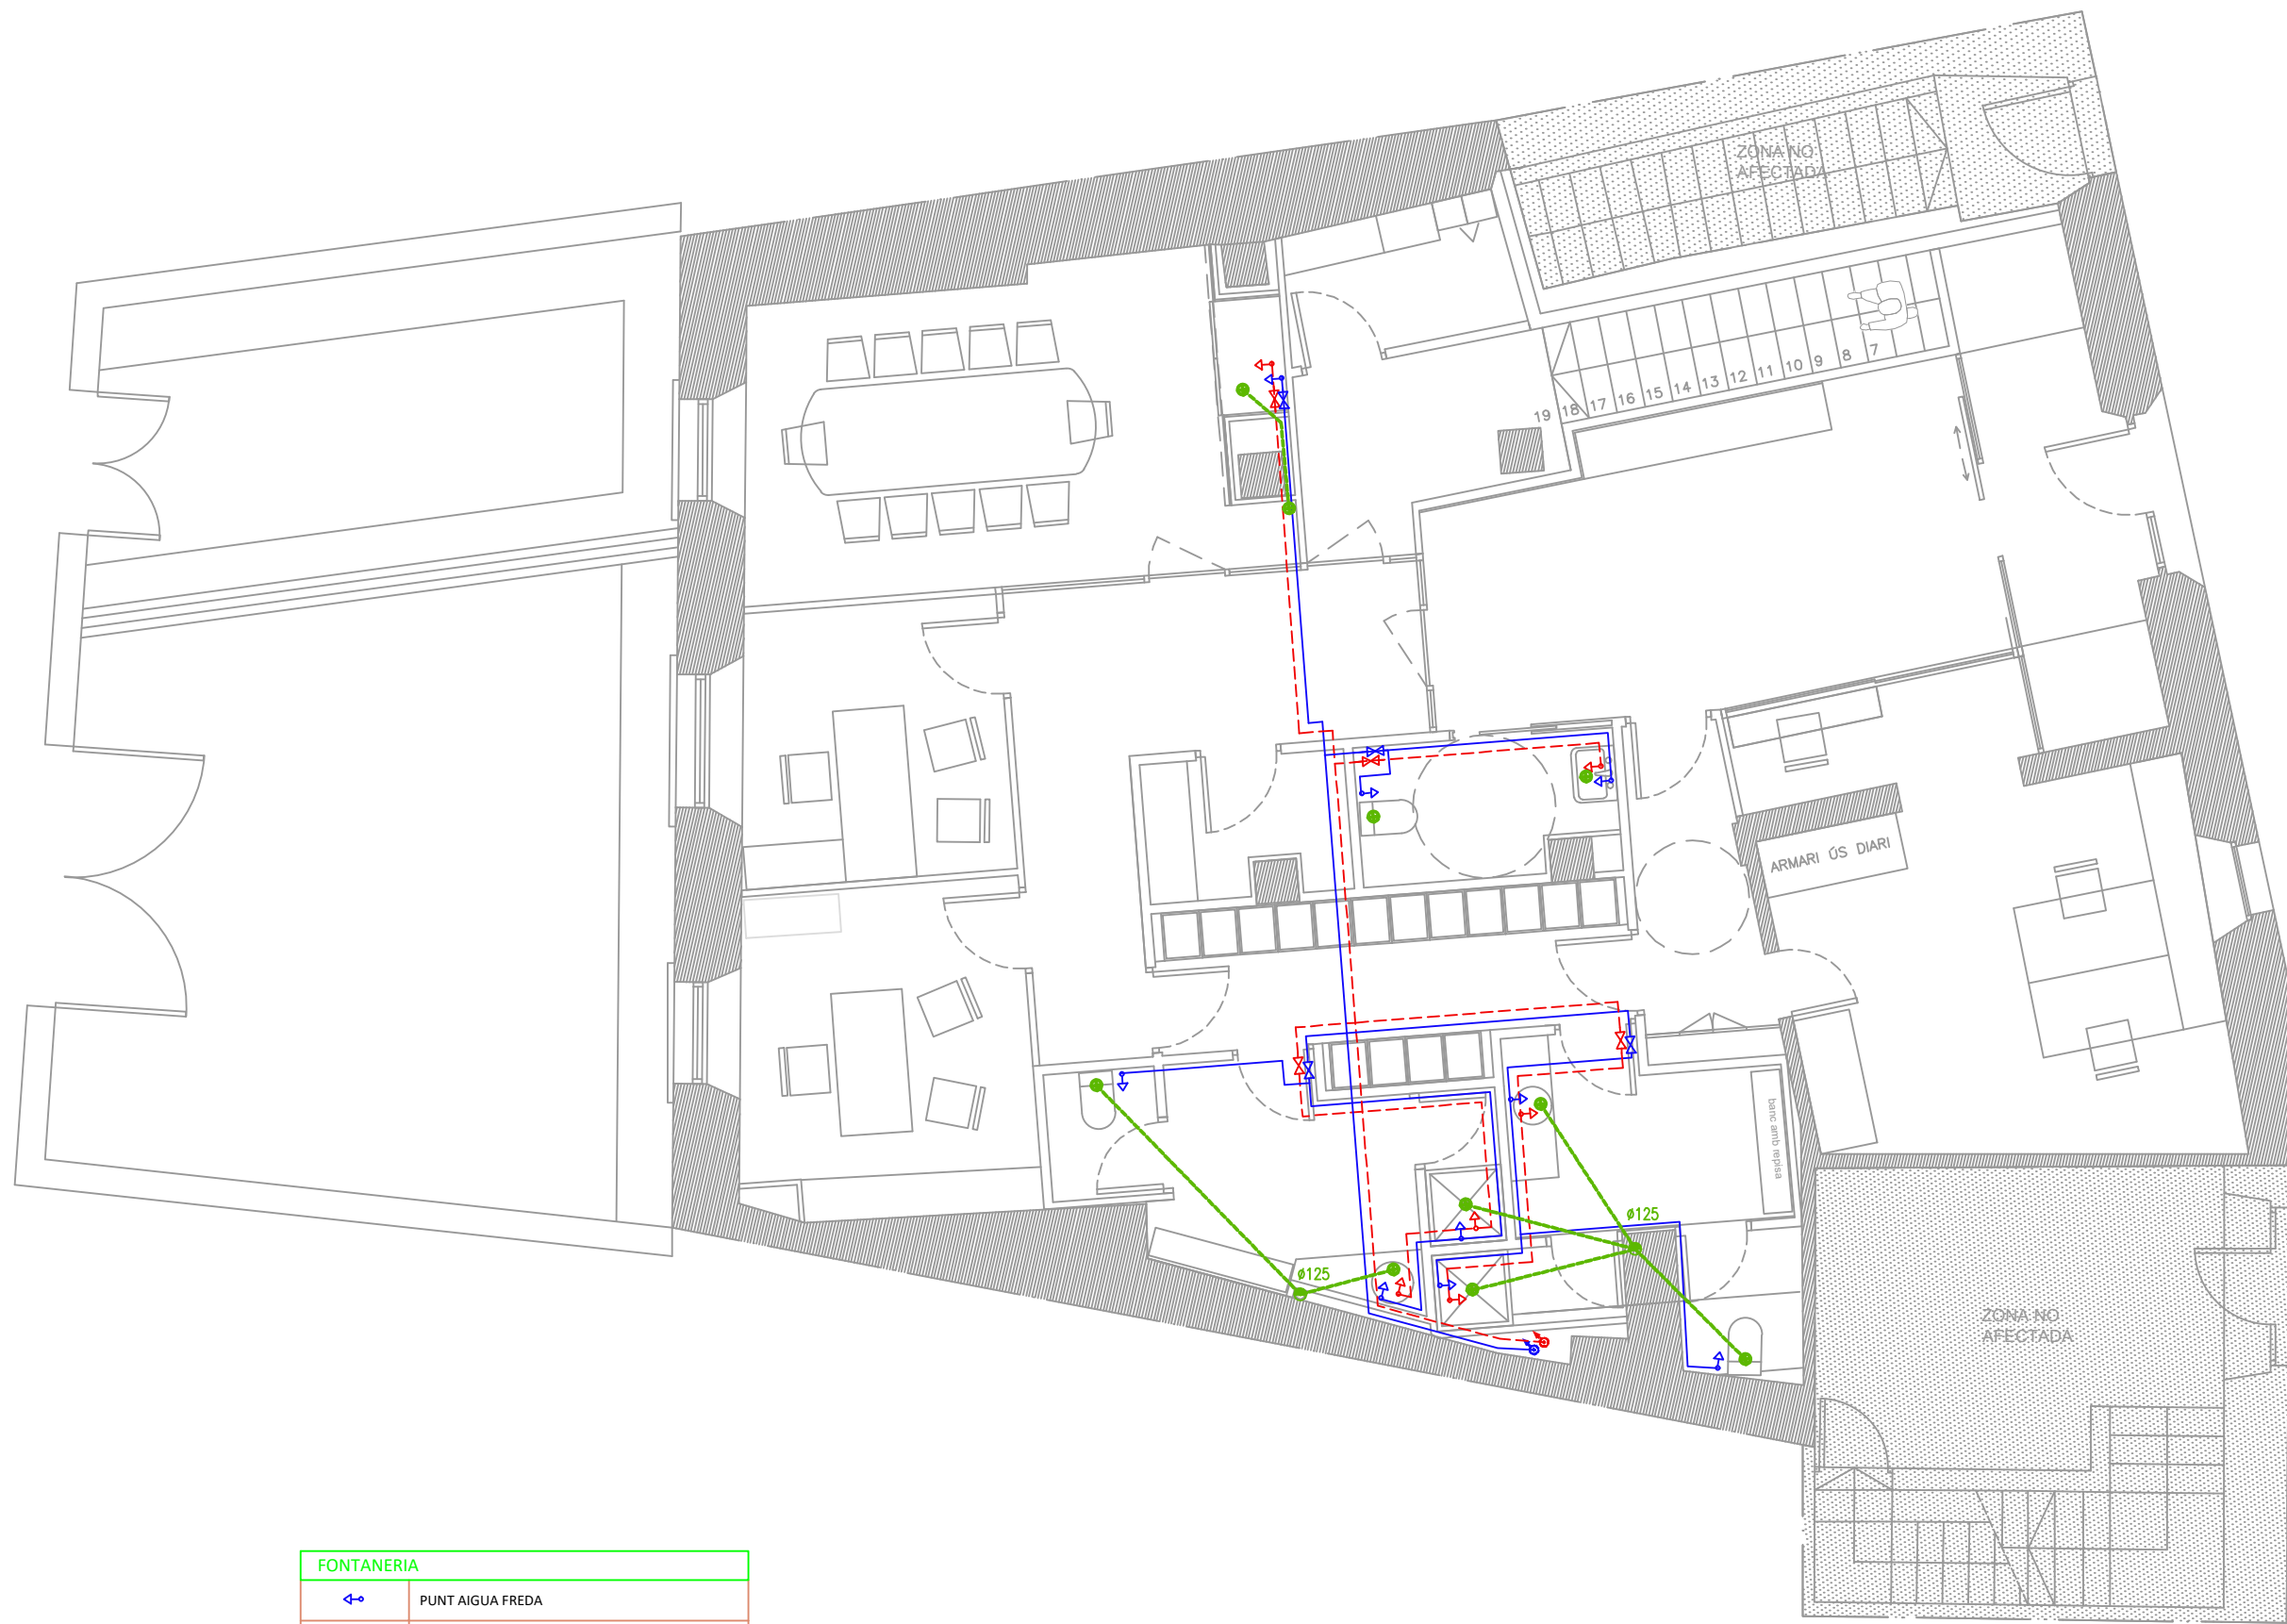 ZONA NO
AFECTADA
19 18 17 16 15 14 13 12 11 10 9 8 7
ARMARI ÚS DIARI
banc amb repisa
ø125
ø125
ZONA NO
AFECTADA
FONTANERIA
PUNT AIGUA FREDA